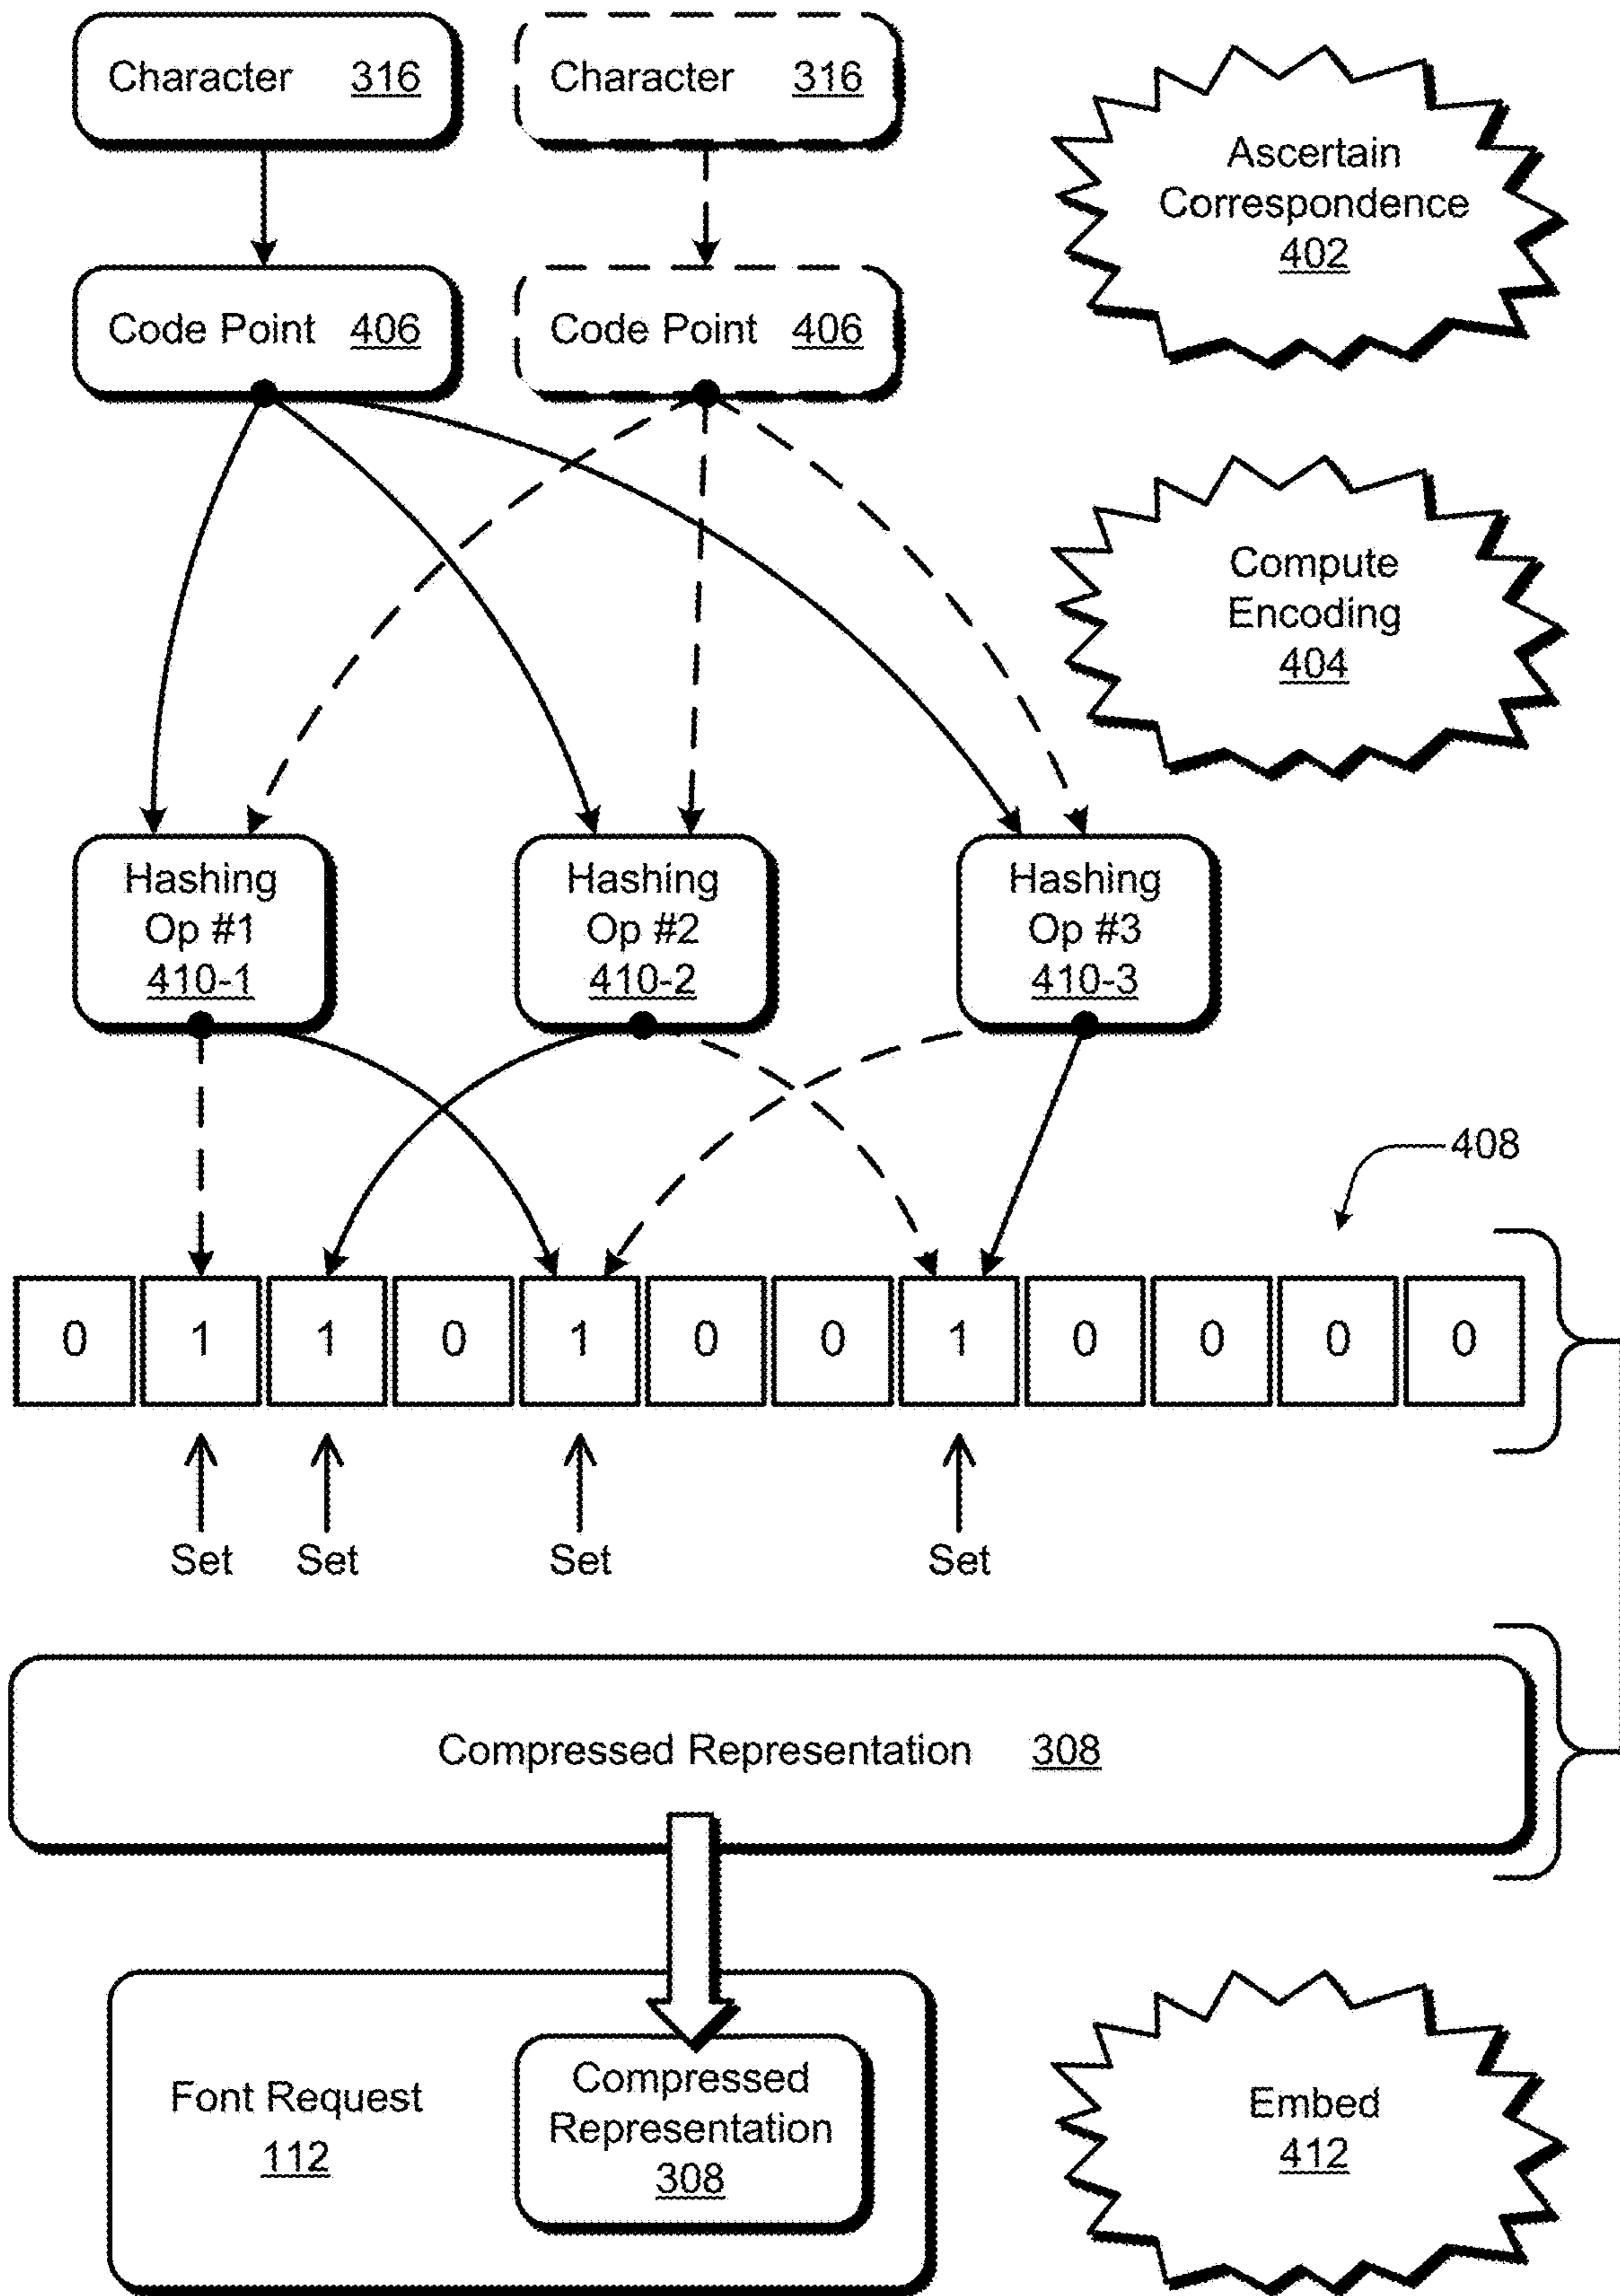 Character 316
Character 316
Ascertain
Correspondence
402
Code Point 406
Code Point 406
Compute
Encoding
404
Hashing
Op #1
410-1
Hashing
Op #2
410-2
Hashing
Op #3
410-3
408
0 1 1 0 1 0 0 1 0 0 0 0
Set Set Set Set
Compressed Representation 308
Font Request
112
Compressed
Representation
308
Embed
412